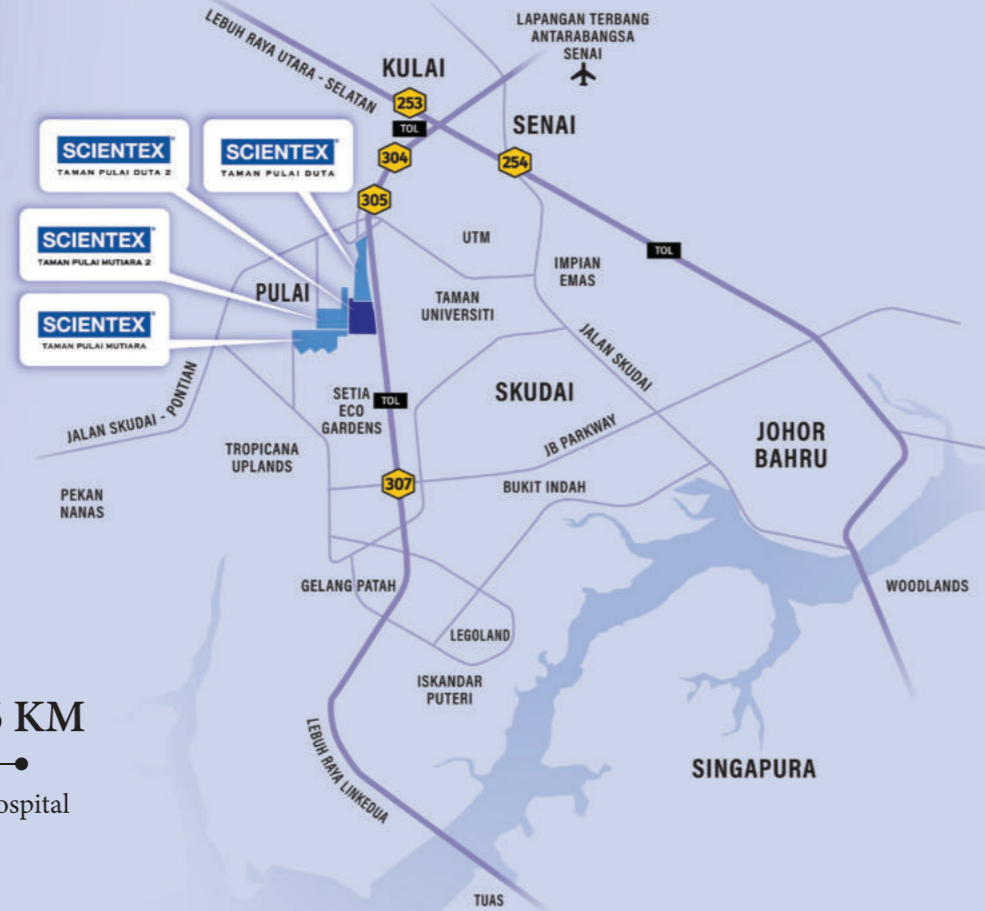 LAPANGAN TERBANG
ANTARABANGSA
SENAI
LEBUH RAYA UTARA - SELATAN
KULAI
253
TOL
SENAI
304
254
SCIENTEX
TAMAN PULAI DUTA 2
SCIENTEX
TAMAN PULAI DUTA
305
SCIENTEX
TAMAN PULAI MUTIARA 2
UTM
TOL
IMPIAN
EMAS
PULAI
TAMAN
UNIVERSITI
SCIENTEX
TAMAN PULAI MUTIARA
JALAN SKUDAI
JALAN SKUDAI - PONTIAN
SETIA
ECO
GARDENS
TOL
SKUDAI
TROPICANA
UPLANDS
JB PARKWAY
JOHOR
BAHRU
PEKAN
NANAS
307
BUKIT INDAH
GELANG PATAH
WOODLANDS
LEGOLAND
ISKANDAR
PUTERI
KM
LEBUH RAYA LINKEDUA
SINGAPURA
ospital
TUAS